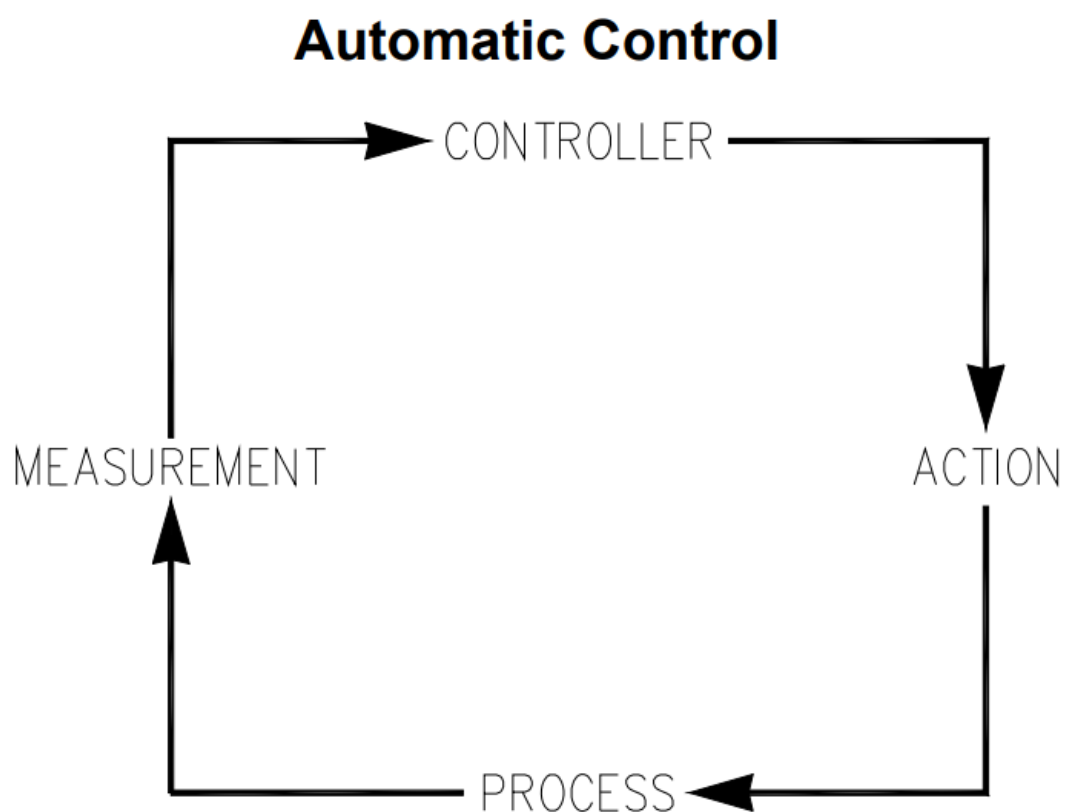 Automatic Control
CONTROLLER
MEASUREMENT
ACTION
PROCESS